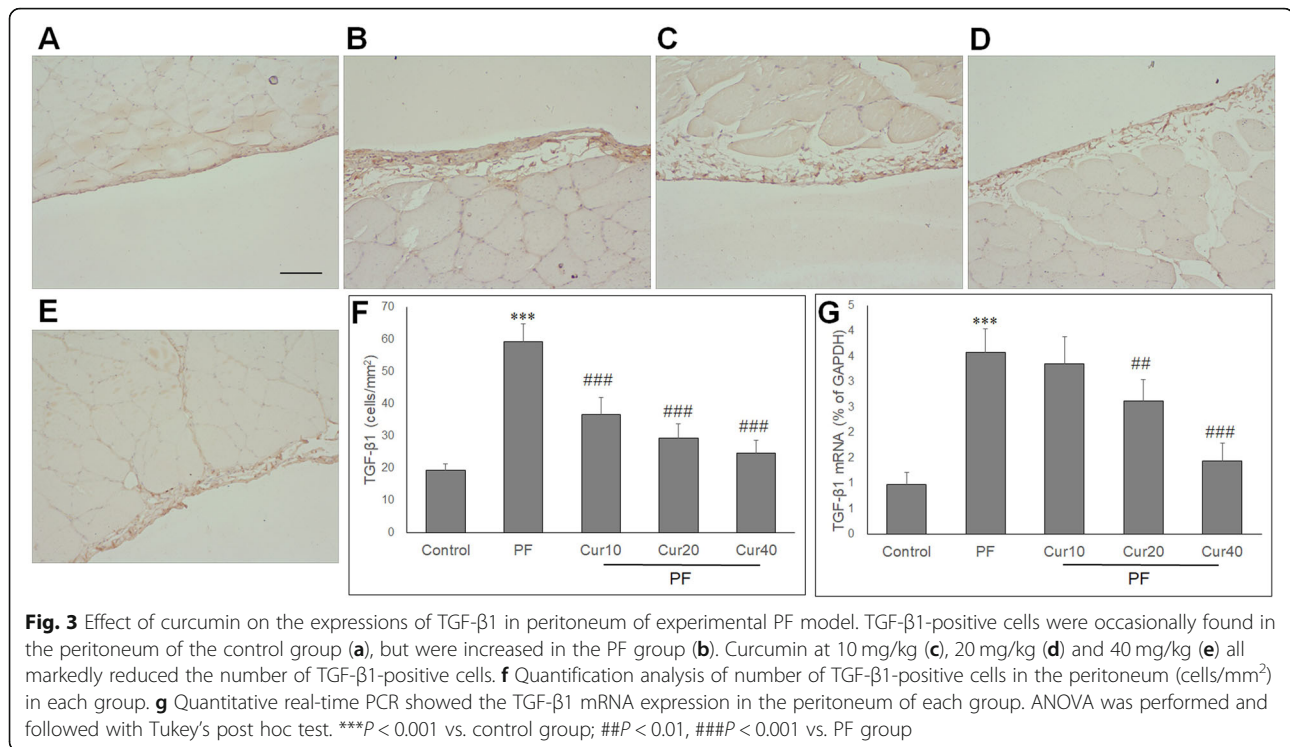 A
B
C
D
E
F
TGF-β1 (cells/mm²)
70
60
50
40
30
20
10
0
***
###
###
###
Control PF Cur10 Cur20 Cur40
PF
G
TGF-β1 mRNA (% of GAPDH)
5
4
4
3
3
2
2
1
1
0
***
##
###
Control PF Cur10 Cur20 Cur40
PF
Fig. 3 Effect of curcumin on the expressions of TGF-β1 in peritoneum of experimental PF model. TGF-β1-positive cells were occasionally found in
the peritoneum of the control group (a), but were increased in the PF group (b). Curcumin at 10 mg/kg (c), 20 mg/kg (d) and 40 mg/kg (e) all
markedly reduced the number of TGF-β1-positive cells. f Quantification analysis of number of TGF-β1-positive cells in the peritoneum (cells/mm²)
in each group. g Quantitative real-time PCR showed the TGF-β1 mRNA expression in the peritoneum of each group. ANOVA was performed and
followed with Tukey's post hoc test. ***P < 0.001 vs. control group; ##P < 0.01, ###P < 0.001 vs. PF group